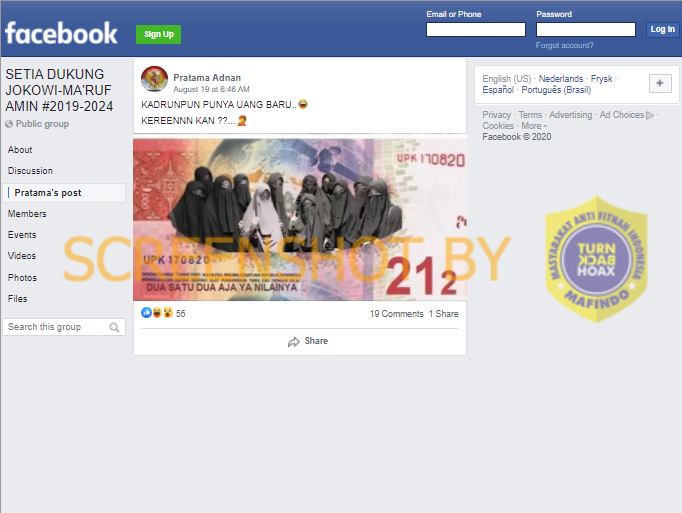 facebook
Sign Up
Email or Phone
Password
Log In
Forgot account?
SETIA DUKUNG
JOKOWI-MA'RUF
AMIN #2019-2024
Public group
About
Discussion
Pratama's post
Members
Events
Videos
Photos
Files
Search this group
Pratama Adnan
August 19 at 6:46 AM
KADRUNPUN PUNYA UANG BARU..
KEREENNN KAN ??...
UPK170820
UPK170820
DUA SATU DUA AJA YA NILAINYA
212
55
19 Comments 1 Share
Share
English (US) · Nederlands · Frysk ·
Español · Português (Brasil)
Privacy · Terms · Advertising · Ad Choices ·
Cookies · More
Facebook © 2020
SCREENSHOT BY
MASYARAKAT ANTI FITNAH INDONESIA
TURN
BACK
HOAX
MAFINDO